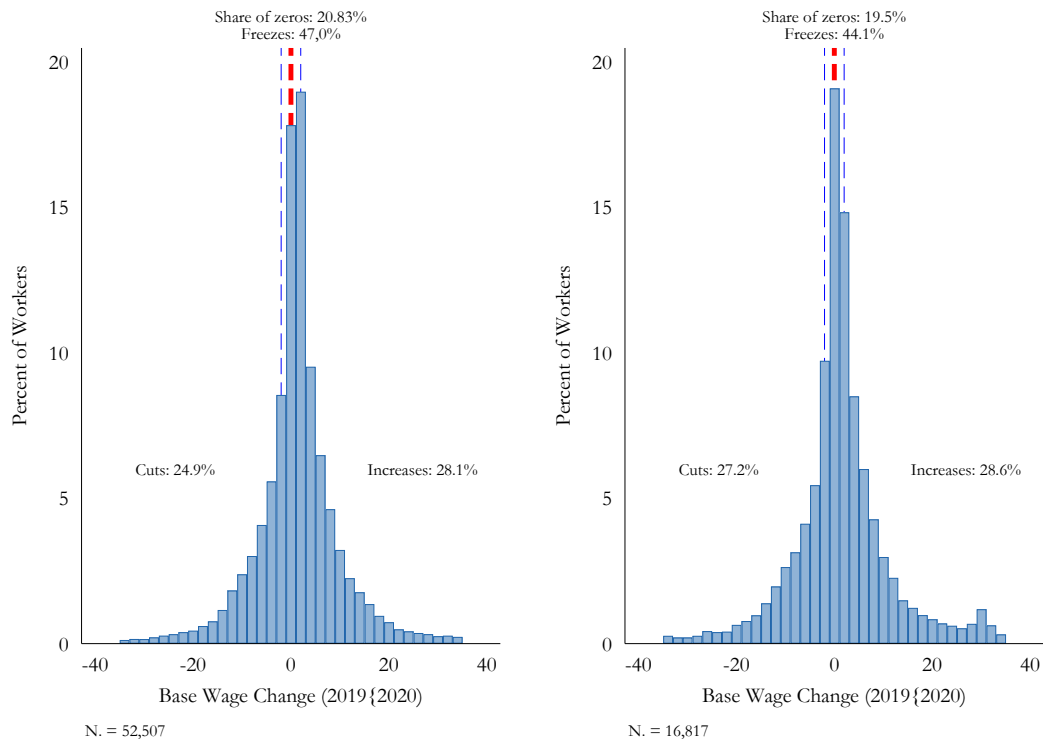 Share of zeros: 20.83%
Freezes: 47,0%
20
15
10
5
0
Percent of Workers
Cuts: 24.9%
Increases: 28.1%
-40
-20
0
20
40
Base Wage Change (2019{2020)
N. = 52,507
Share of zeros: 19.5%
Freezes: 44.1%
20
15
10
5
0
Percent of Workers
Cuts: 27.2%
Increases: 28.6%
-40
-20
0
20
40
Base Wage Change (2019{2020)
N. = 16,817